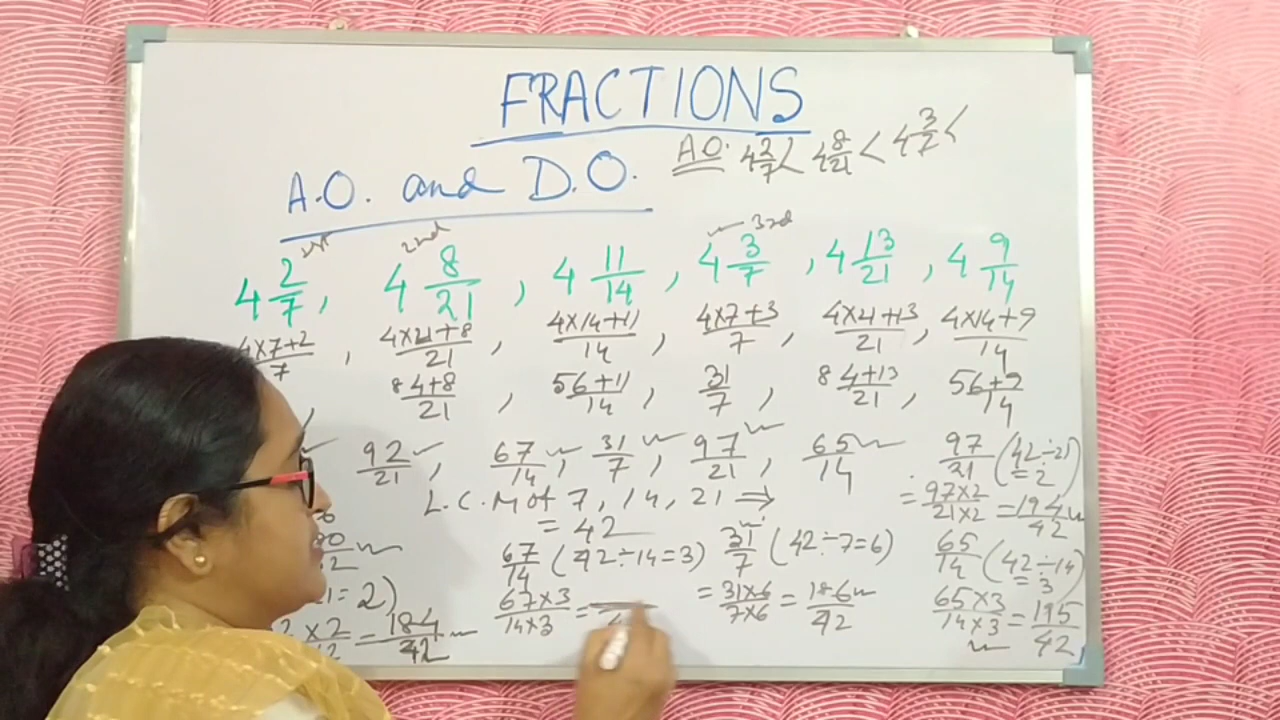 FRACTIONS
A.O. and D.O.
A.O. 4 2/7 < 4 8/21 < 4 3/7 <
1st 2nd 3rd
4 2/7, 4 8/21, 4 11/14, 4 3/7, 4 13/21, 4 9/14
4×7+2/7, 4×21+8/21, 4×14+11/14, 4×7+3/7, 4×21+13/21, 4×14+9/14
, 84+8/21, 56+11/14, 31/7, 84+13/21, 56+9/14
92/21, 67/14, 31/7, 97/21, 65/14
L.C.M of 7, 14, 21 ⇒
= 42
67/14 (42÷14=3)
67×3/14×3 =
31/7 (42÷7=6)
= 31×6/7×6 = 186/42
97/21 (42÷21
= 2)
= 97×2/21×2 = 194/42
65/14 (42÷14
= 3)
65×3/14×3 = 195/42
= 2)
= 184/42